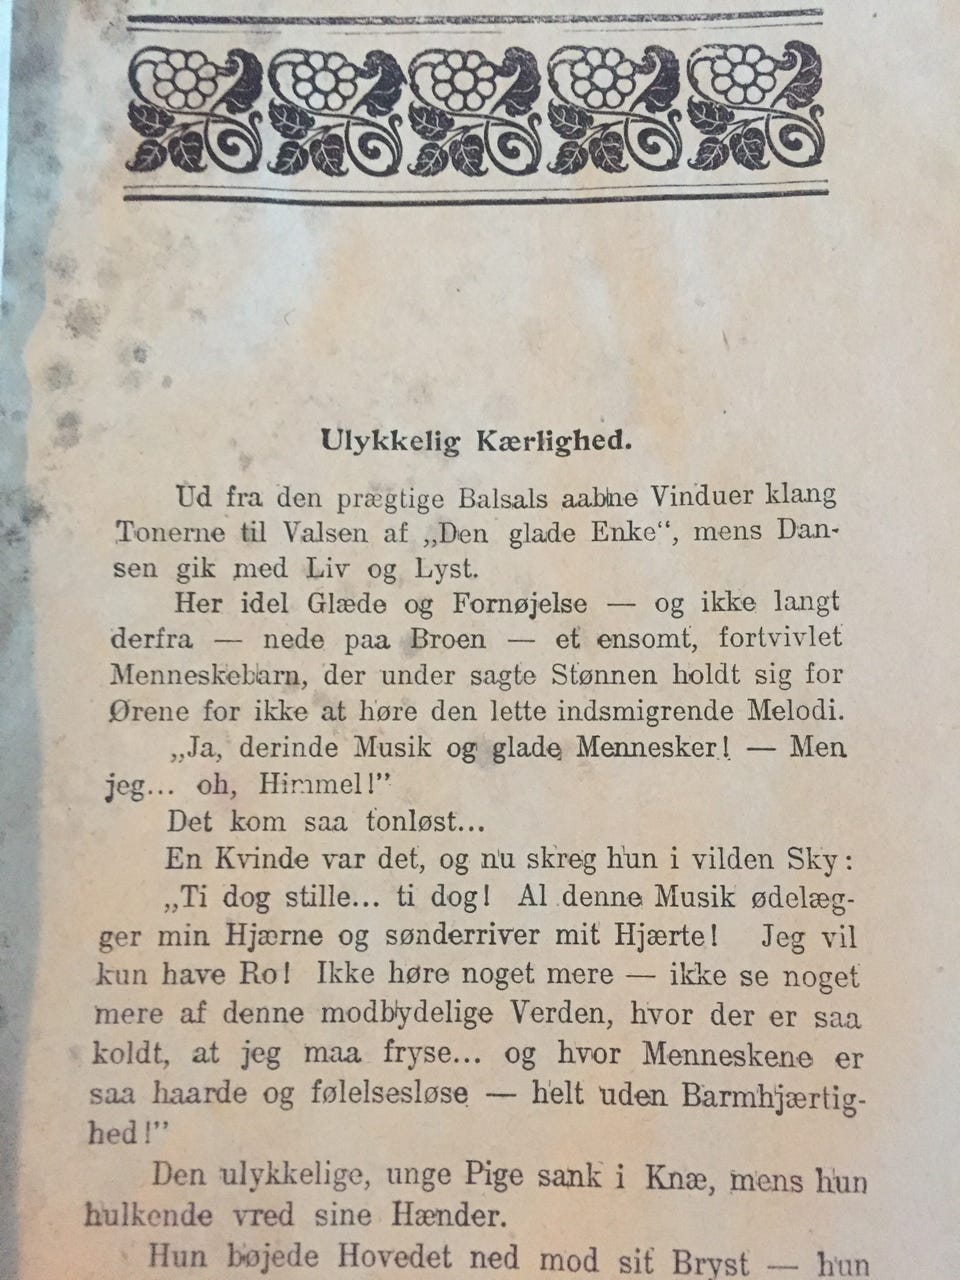 Ulykkelig Kærlighed.
Ud fra den prægtige Balsals aabne Vinduer klang
Tonerne til Valsen af „Den glade Enke“, mens Dan-
sen gik med Liv og Lyst.
Her idel Glæde og Fornøjelse — og ikke langt
derfra — nede paa Broen — et ensomt, fortvivlet
Menneskebarn, der under sagte Stønnen holdt sig for
Ørene for ikke at høre den lette indsmigrende Melodi.
„Ja, derinde Musik og glade Mennesker! — Men
jeg... oh, Himmel!”
Det kom saa tonløst...
En Kvinde var det, og nu skreg hun i vilden Sky:
„Ti dog stille... ti dog! Al denne Musik ødelæg-
ger min Hjærne og sønderriver mit Hjærte! Jeg vil
kun have Ro! Ikke høre noget mere — ikke se noget
mere af denne modbydelige Verden, hvor der er saa
koldt, at jeg maa fryse... og hvor Menneskene er
saa haarde og følelsesløse — helt uden Barmhjærtig-
hed!”
Den ulykkelige, unge Pige sank i Knæ, mens hun
hulkende vred sine Hænder.
Hun bøjede Hovedet ned mod sit Bryst — hun